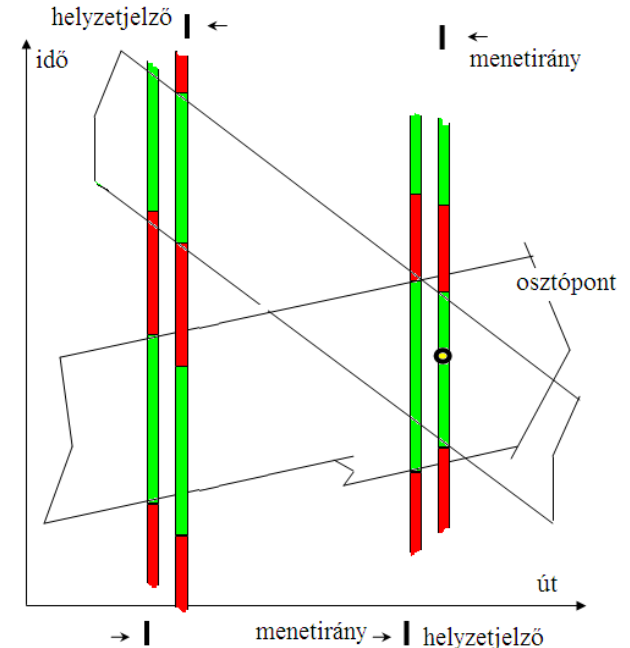 helyzetjelző
←
←
idő
menetirány
osztópont
út
→
menetirány →
helyzetjelző